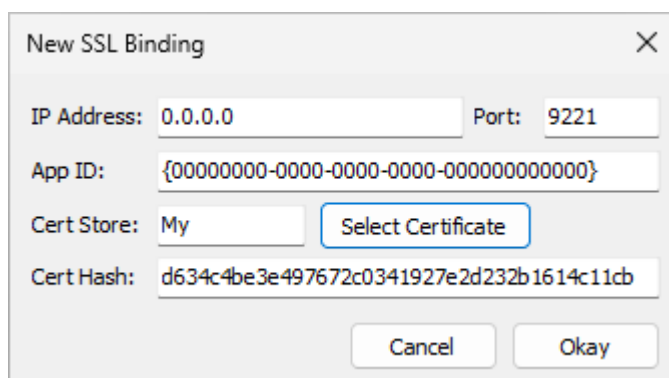 New SSL Binding
IP Address: 0.0.0.0 Port: 9221
App ID: {00000000-0000-0000-0000-000000000000}
Cert Store: My Select Certificate
Cert Hash: d634c4be3e497672c0341927e2d232b1614c11cb
Cancel Okay